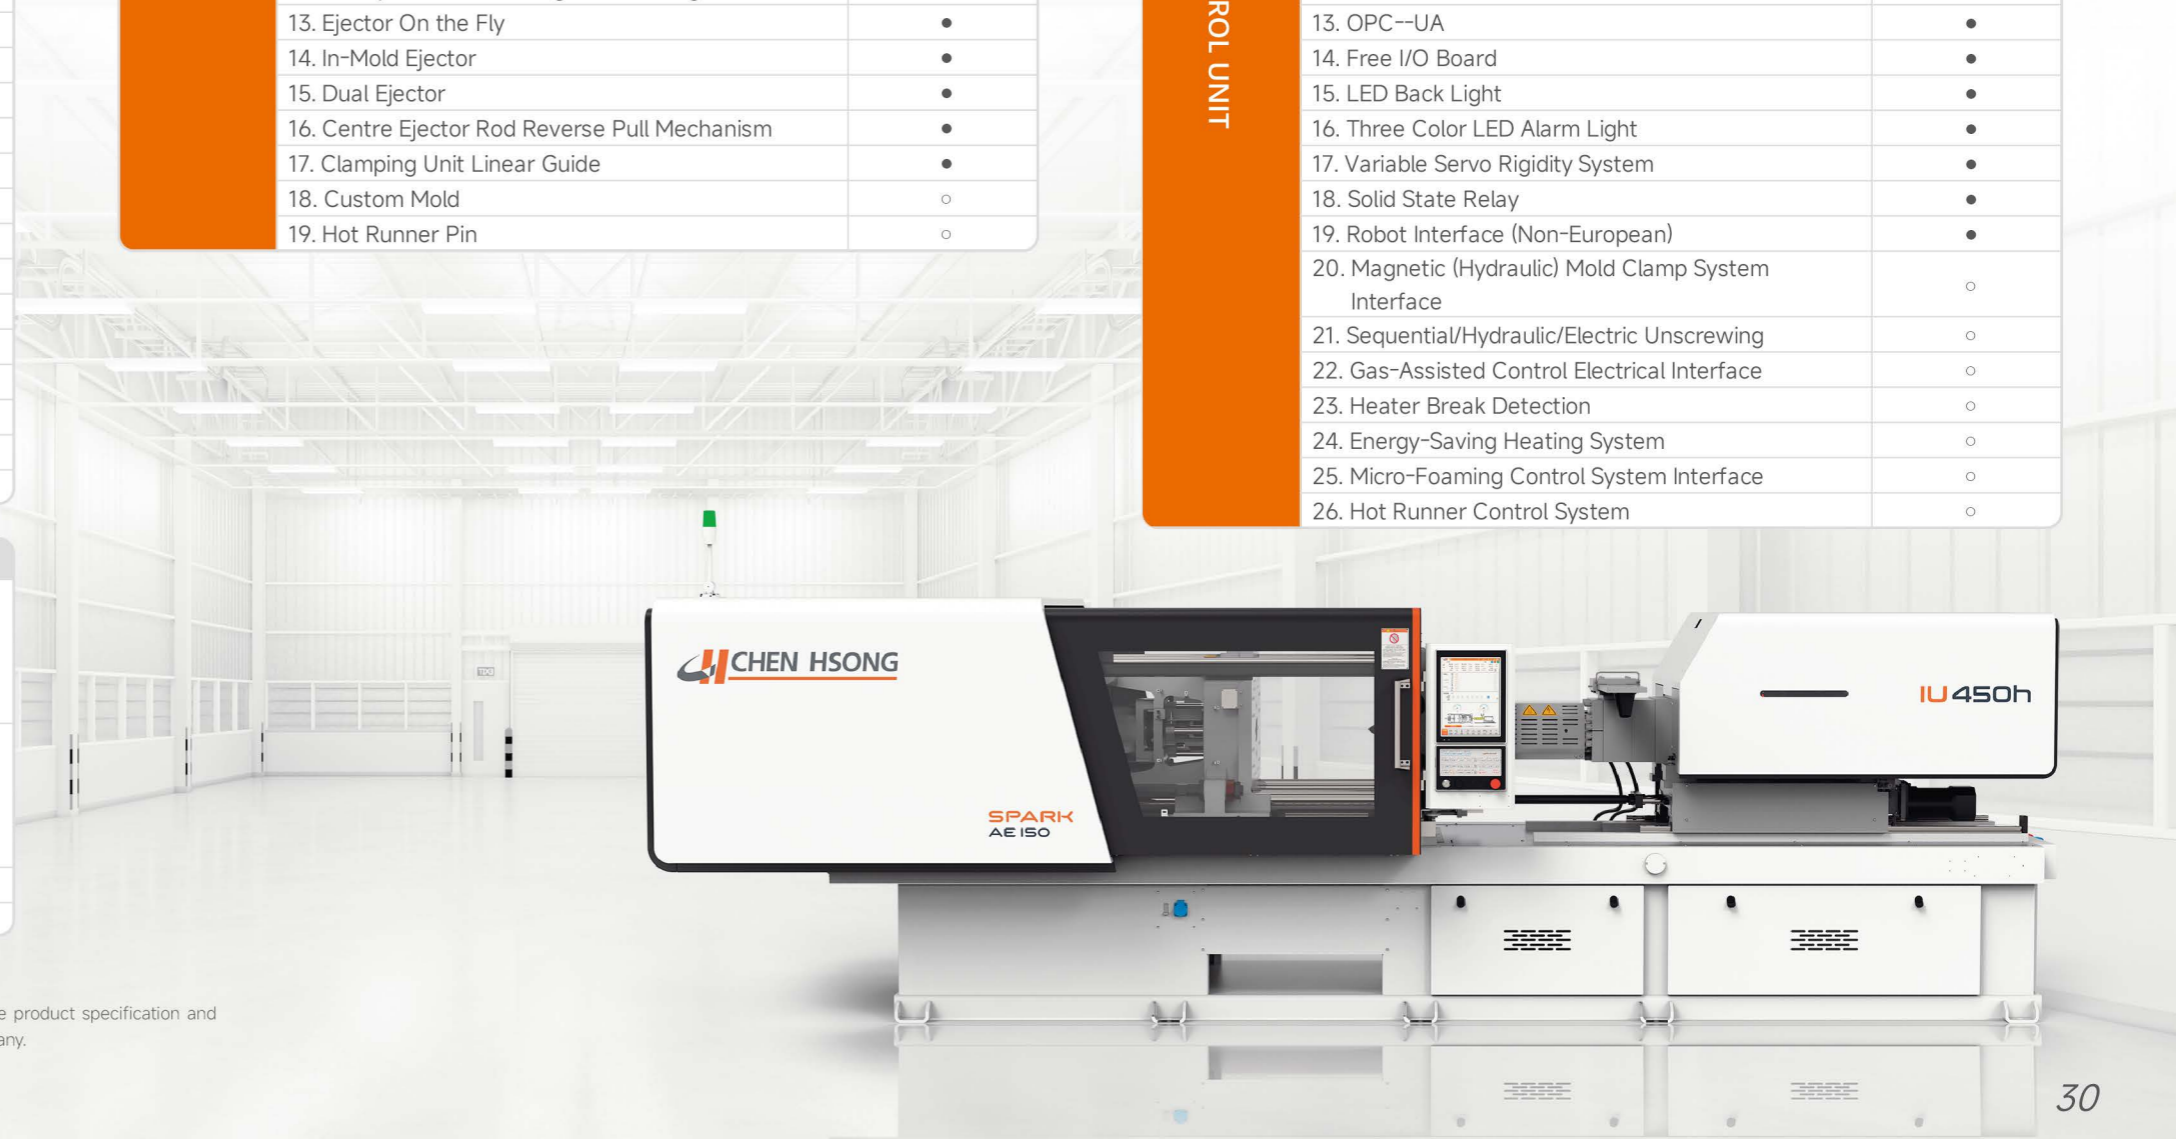 13. Ejector On the Fly ●
14. In-Mold Ejector ●
15. Dual Ejector ●
16. Centre Ejector Rod Reverse Pull Mechanism ●
17. Clamping Unit Linear Guide ●
18. Custom Mold ○
19. Hot Runner Pin ○
ROL UNIT
13. OPC--UA ●
14. Free I/O Board ●
15. LED Back Light ●
16. Three Color LED Alarm Light ●
17. Variable Servo Rigidity System ●
18. Solid State Relay ●
19. Robot Interface (Non-European) ●
20. Magnetic (Hydraulic) Mold Clamp System
Interface ○
21. Sequential/Hydraulic/Electric Unscrewing ○
22. Gas-Assisted Control Electrical Interface ○
23. Heater Break Detection ○
24. Energy-Saving Heating System ○
25. Micro-Foaming Control System Interface ○
26. Hot Runner Control System ○
CHEN HSONG
IU450h
SPARK
AE150
product specification and
any.
30